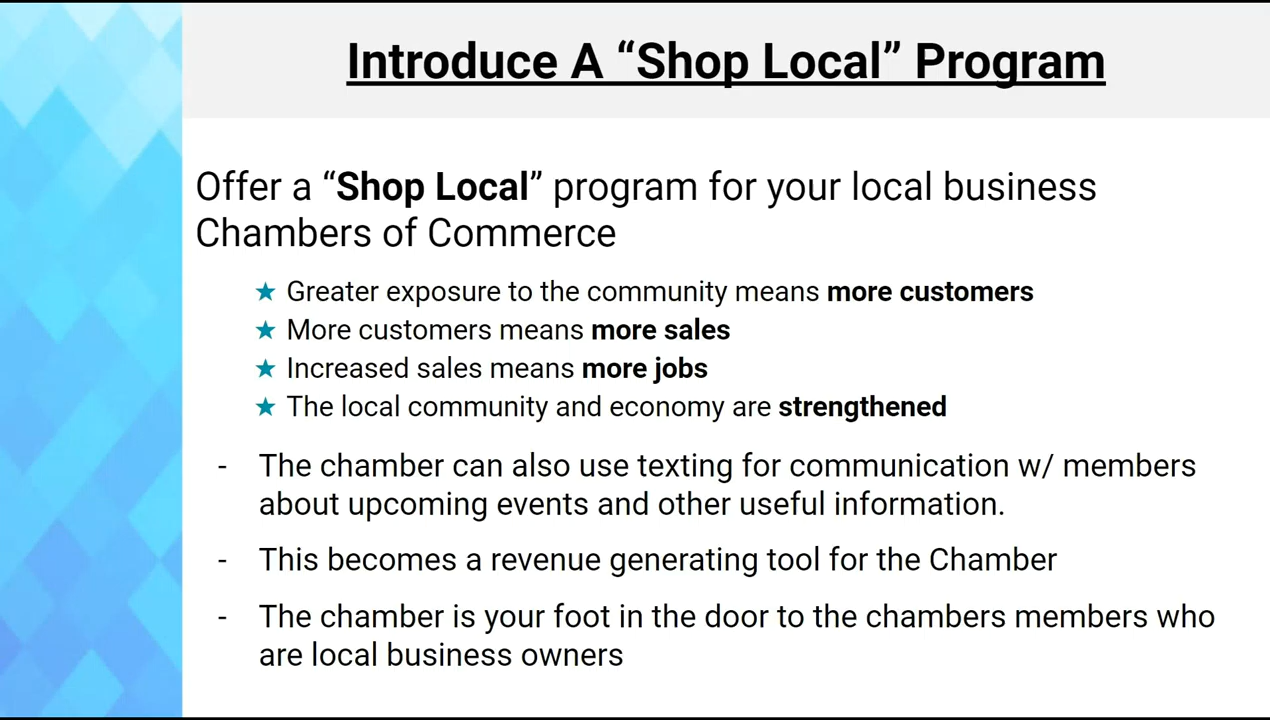 Introduce A “Shop Local” Program
Offer a “Shop Local” program for your local business
Chambers of Commerce
★ Greater exposure to the community means more customers
★ More customers means more sales
★ Increased sales means more jobs
★ The local community and economy are strengthened
- The chamber can also use texting for communication w/ members
about upcoming events and other useful information.
- This becomes a revenue generating tool for the Chamber
- The chamber is your foot in the door to the chambers members who
are local business owners